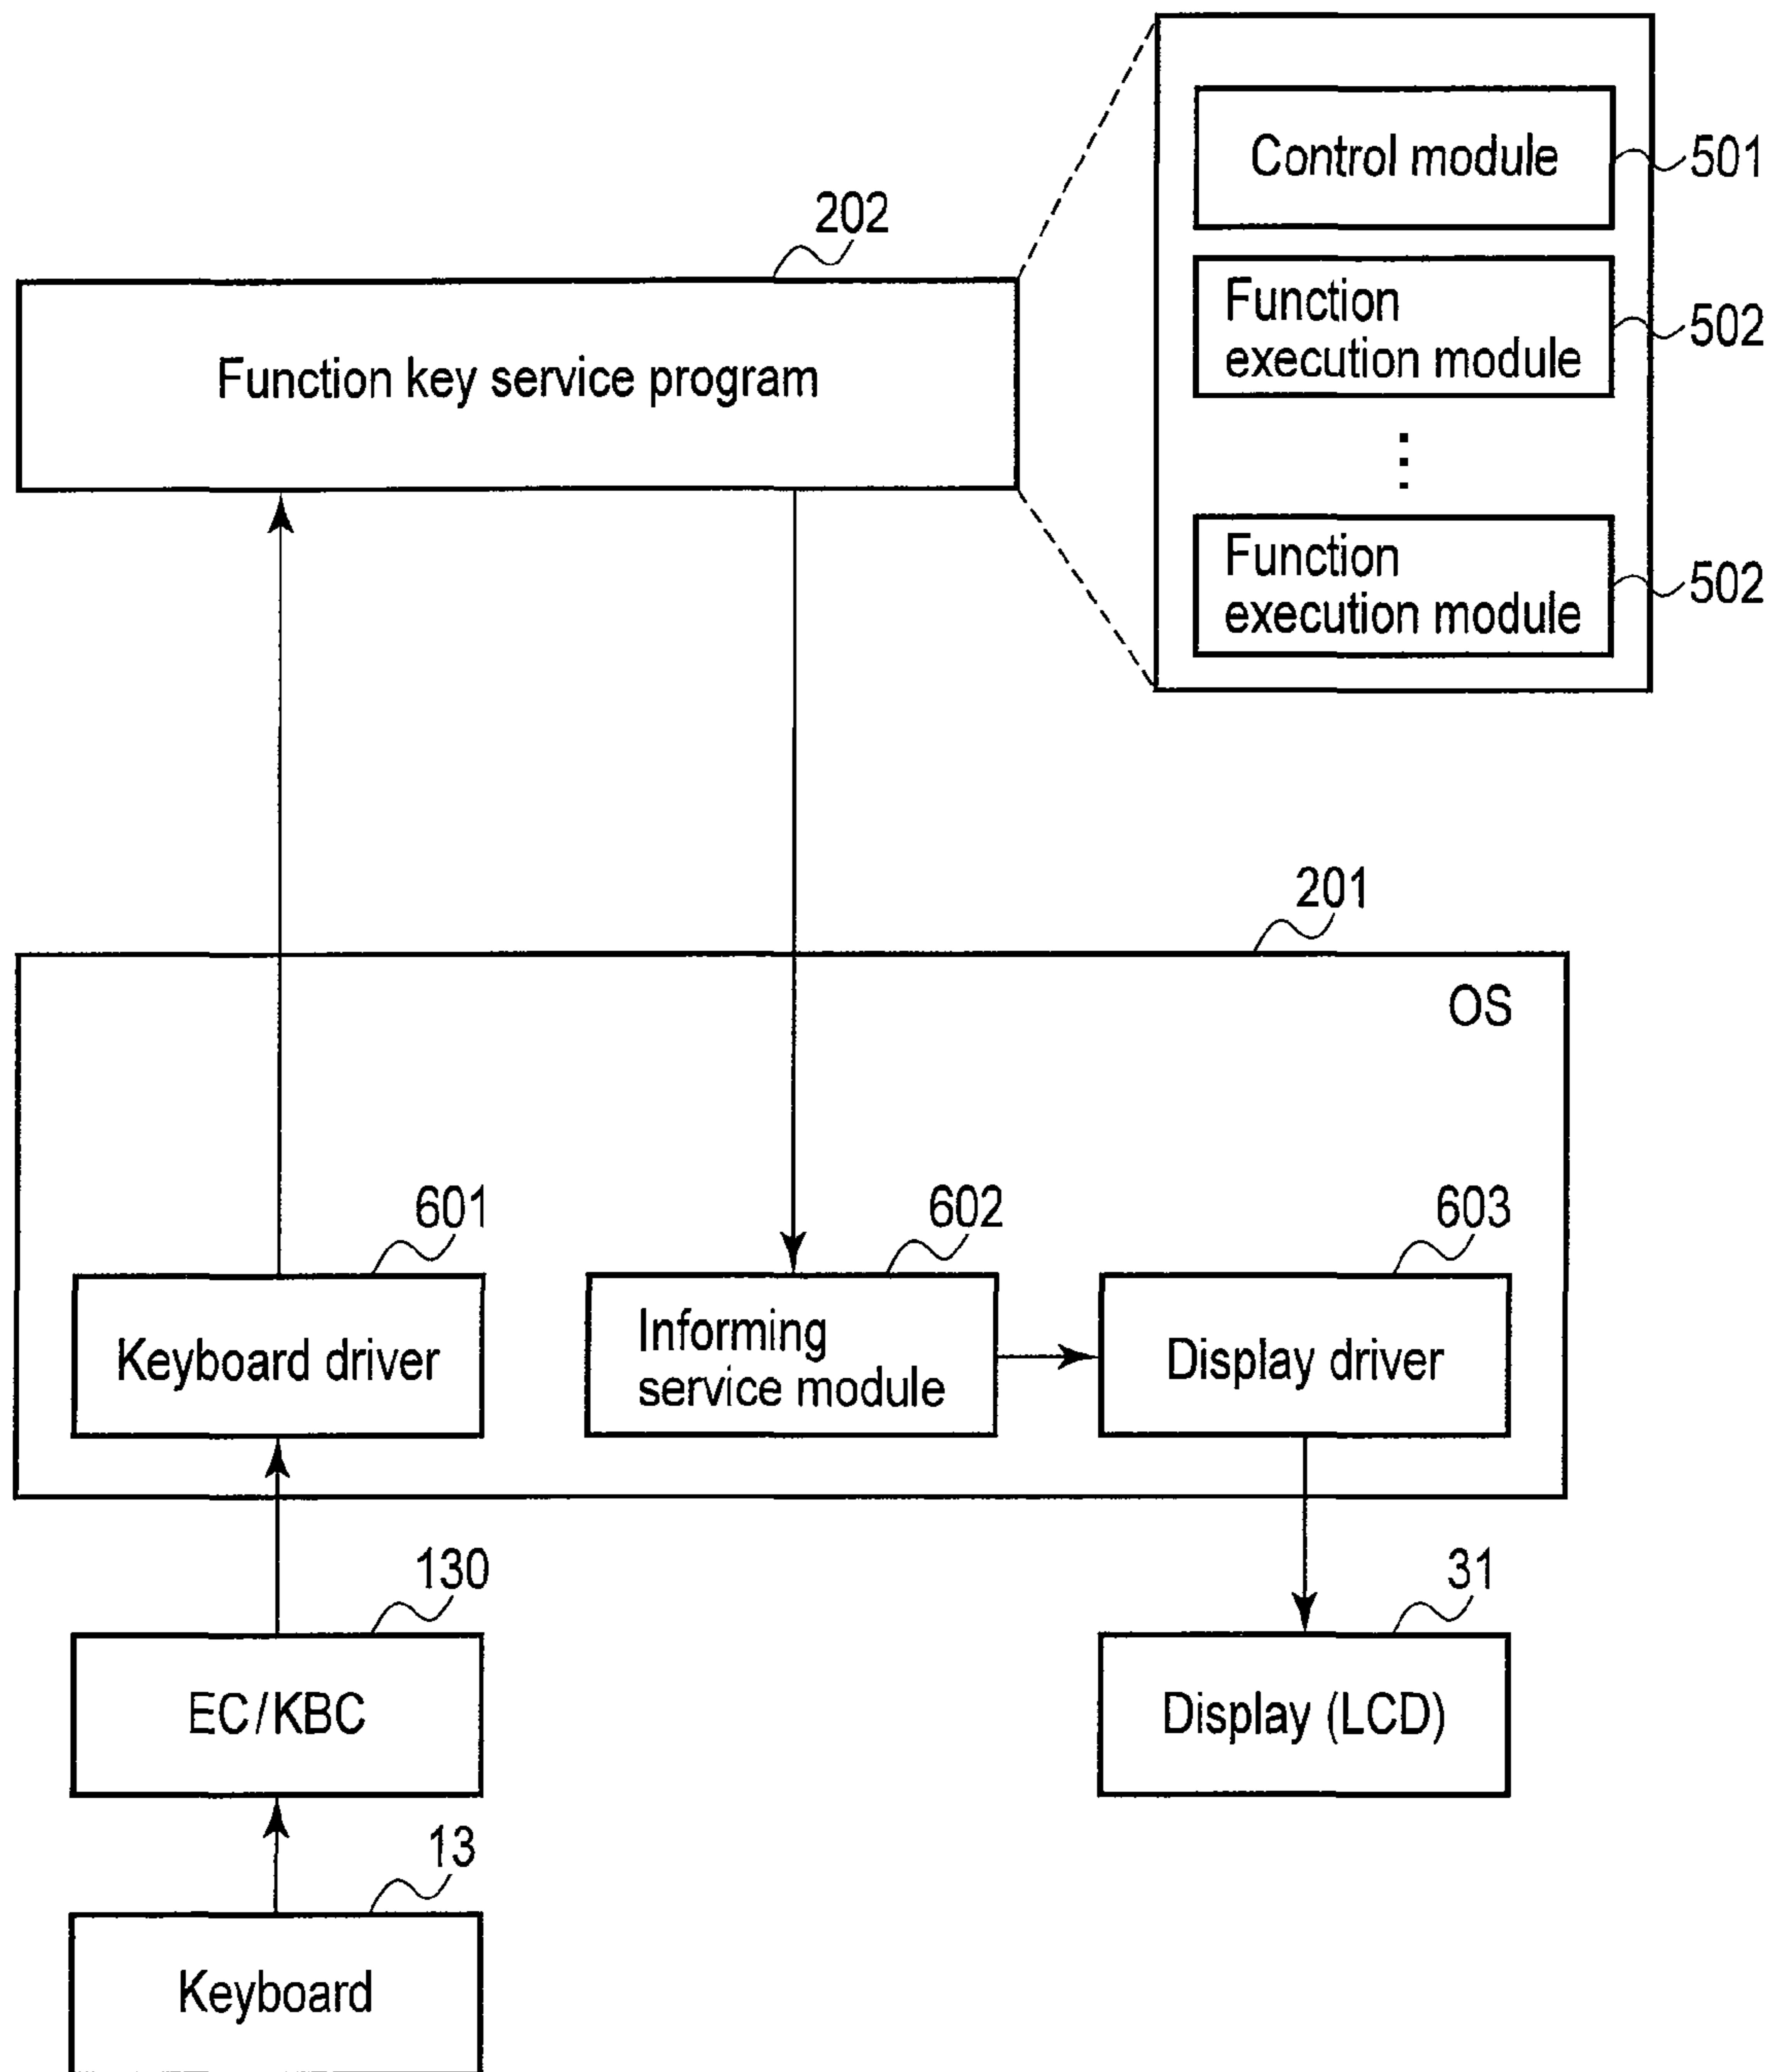 Control module
501
202
Function
execution module
502
Function key service program
⋮
Function
execution module
502
201
OS
601
602
603
Keyboard driver
Informing
service module
Display driver
130
31
EC/KBC
Display (LCD)
13
Keyboard